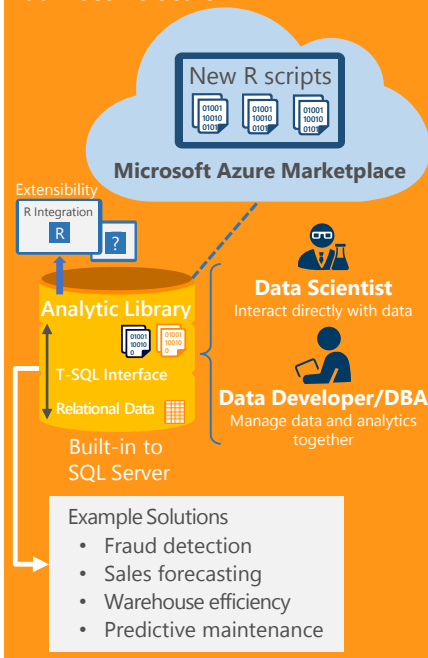 New R scripts
01001
10010
0101
01001
10010
0101
01001
10010
0101
Microsoft Azure Marketplace
Extensibility
R Integration
R
?
Data Scientist
Interact directly with data
Analytic Library
01001
10010
0
01001
10010
0
T-SQL Interface
Relational Data
Data Developer/DBA
Manage data and analytics
together
Built-in to
SQL Server
Example Solutions
• Fraud detection
• Sales forecasting
• Warehouse efficiency
• Predictive maintenance